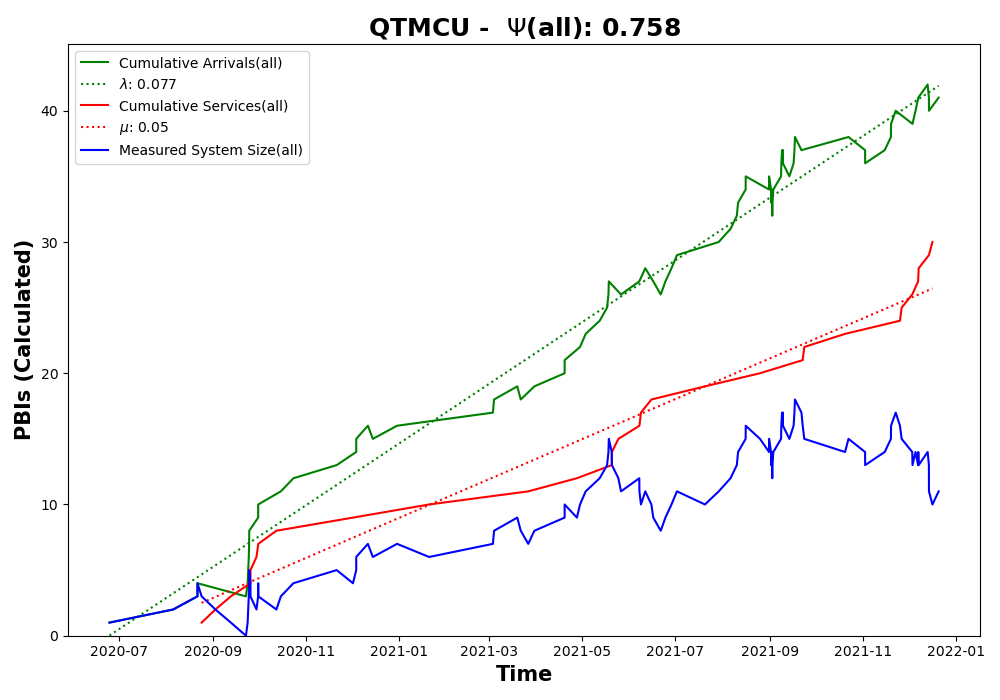 QTMCU - Ψ(all): 0.758
Cumulative Arrivals(all)
λ: 0.077
Cumulative Services(all)
μ: 0.05
Measured System Size(all)
PBIs (Calculated)
40
30
20
10
0
2020-07 2020-09 2020-11 2021-01 2021-03 2021-05 2021-07 2021-09 2021-11 2022-01
Time